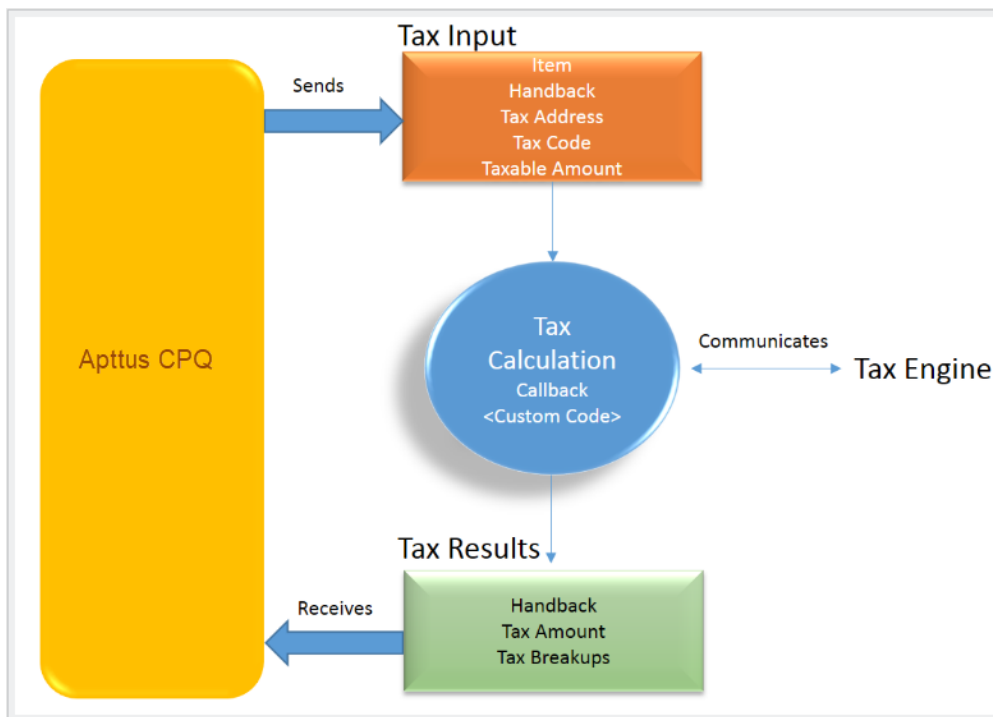 Tax Input
Item
Handback
Tax Address
Tax Code
Taxable Amount
Sends
Apttus CPQ
Tax
Calculation
Callback
<Custom Code>
Communicates
Tax Engine
Tax Results
Handback
Tax Amount
Tax Breakups
Receives